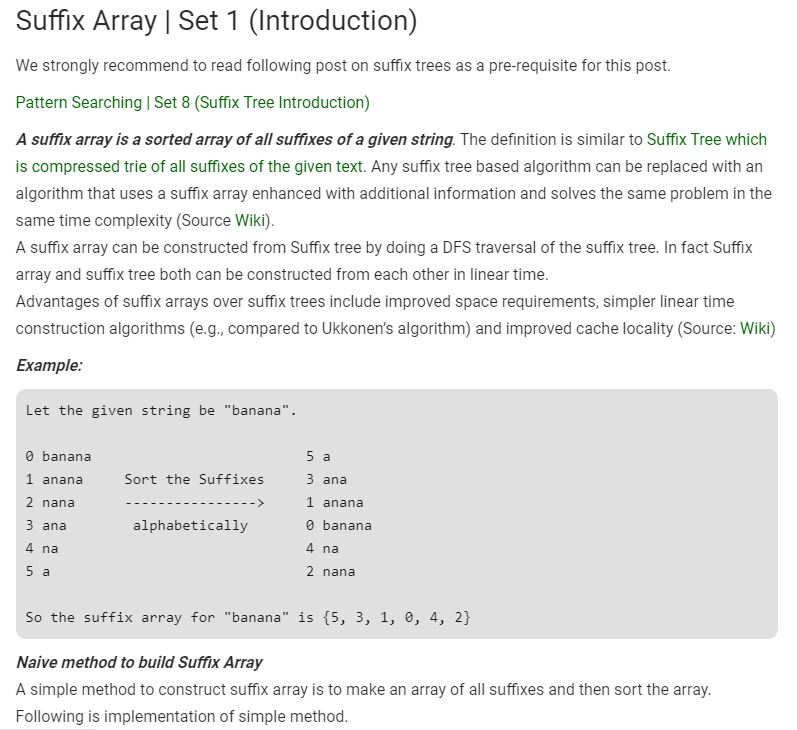 Suffix Array | Set 1 (Introduction)
We strongly recommend to read following post on suffix trees as a pre-requisite for this post.
Pattern Searching | Set 8 (Suffix Tree Introduction)
A suffix array is a sorted array of all suffixes of a given string. The definition is similar to Suffix Tree which
is compressed trie of all suffixes of the given text. Any suffix tree based algorithm can be replaced with an
algorithm that uses a suffix array enhanced with additional information and solves the same problem in the
same time complexity (Source Wiki).
A suffix array can be constructed from Suffix tree by doing a DFS traversal of the suffix tree. In fact Suffix
array and suffix tree both can be constructed from each other in linear time.
Advantages of suffix arrays over suffix trees include improved space requirements, simpler linear time
construction algorithms (e.g., compared to Ukkonen's algorithm) and improved cache locality (Source: Wiki)
Example:
Let the given string be "banana".
0 banana                          5 a
1 anana     Sort the Suffixes     3 ana
2 nana      ---------------->     1 anana
3 ana        alphabetically       0 banana
4 na                              4 na
5 a                               2 nana
So the suffix array for "banana" is {5, 3, 1, 0, 4, 2}
Naive method to build Suffix Array
A simple method to construct suffix array is to make an array of all suffixes and then sort the array.
Following is implementation of simple method.